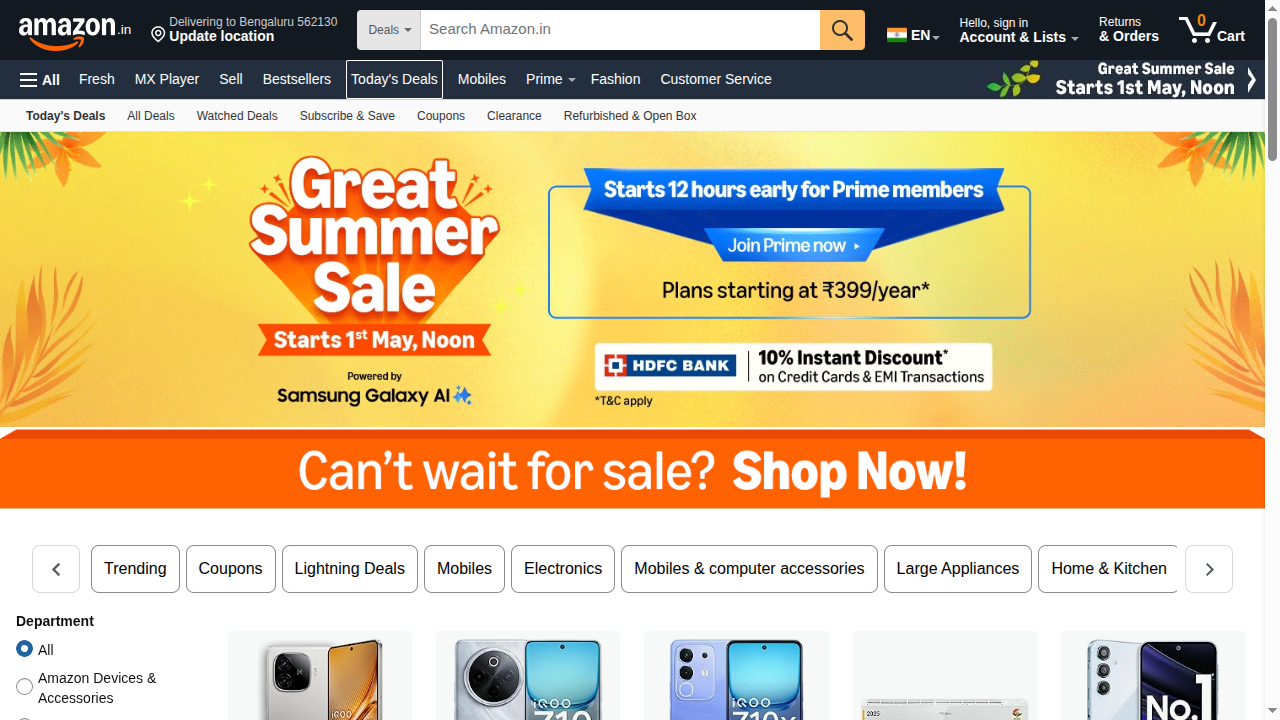 amazon.in
Delivering to Bengaluru 562130
Update location
Deals
Search Amazon.in
EN
Hello, sign in
Account & Lists
Returns
& Orders
0
Cart
All
Fresh
MX Player
Sell
Bestsellers
Today's Deals
Mobiles
Prime
Fashion
Customer Service
Great Summer Sale
Starts 1st May, Noon
Today's Deals
All Deals
Watched Deals
Subscribe & Save
Coupons
Clearance
Refurbished & Open Box
Great
Summer
Sale
Starts 1st May, Noon
Powered by
Samsung Galaxy AI
Starts 12 hours early for Prime members
Join Prime now
Plans starting at ₹399/year*
HDFC BANK
10% Instant Discount*
on Credit Cards & EMI Transactions
*T&C apply
Can't wait for sale? Shop Now!
Trending
Coupons
Lightning Deals
Mobiles
Electronics
Mobiles & computer accessories
Large Appliances
Home & Kitchen
Department
All
Amazon Devices &
Accessories
iQOO
iQOO
Z10
iQOO
Z10x
2025
No.1